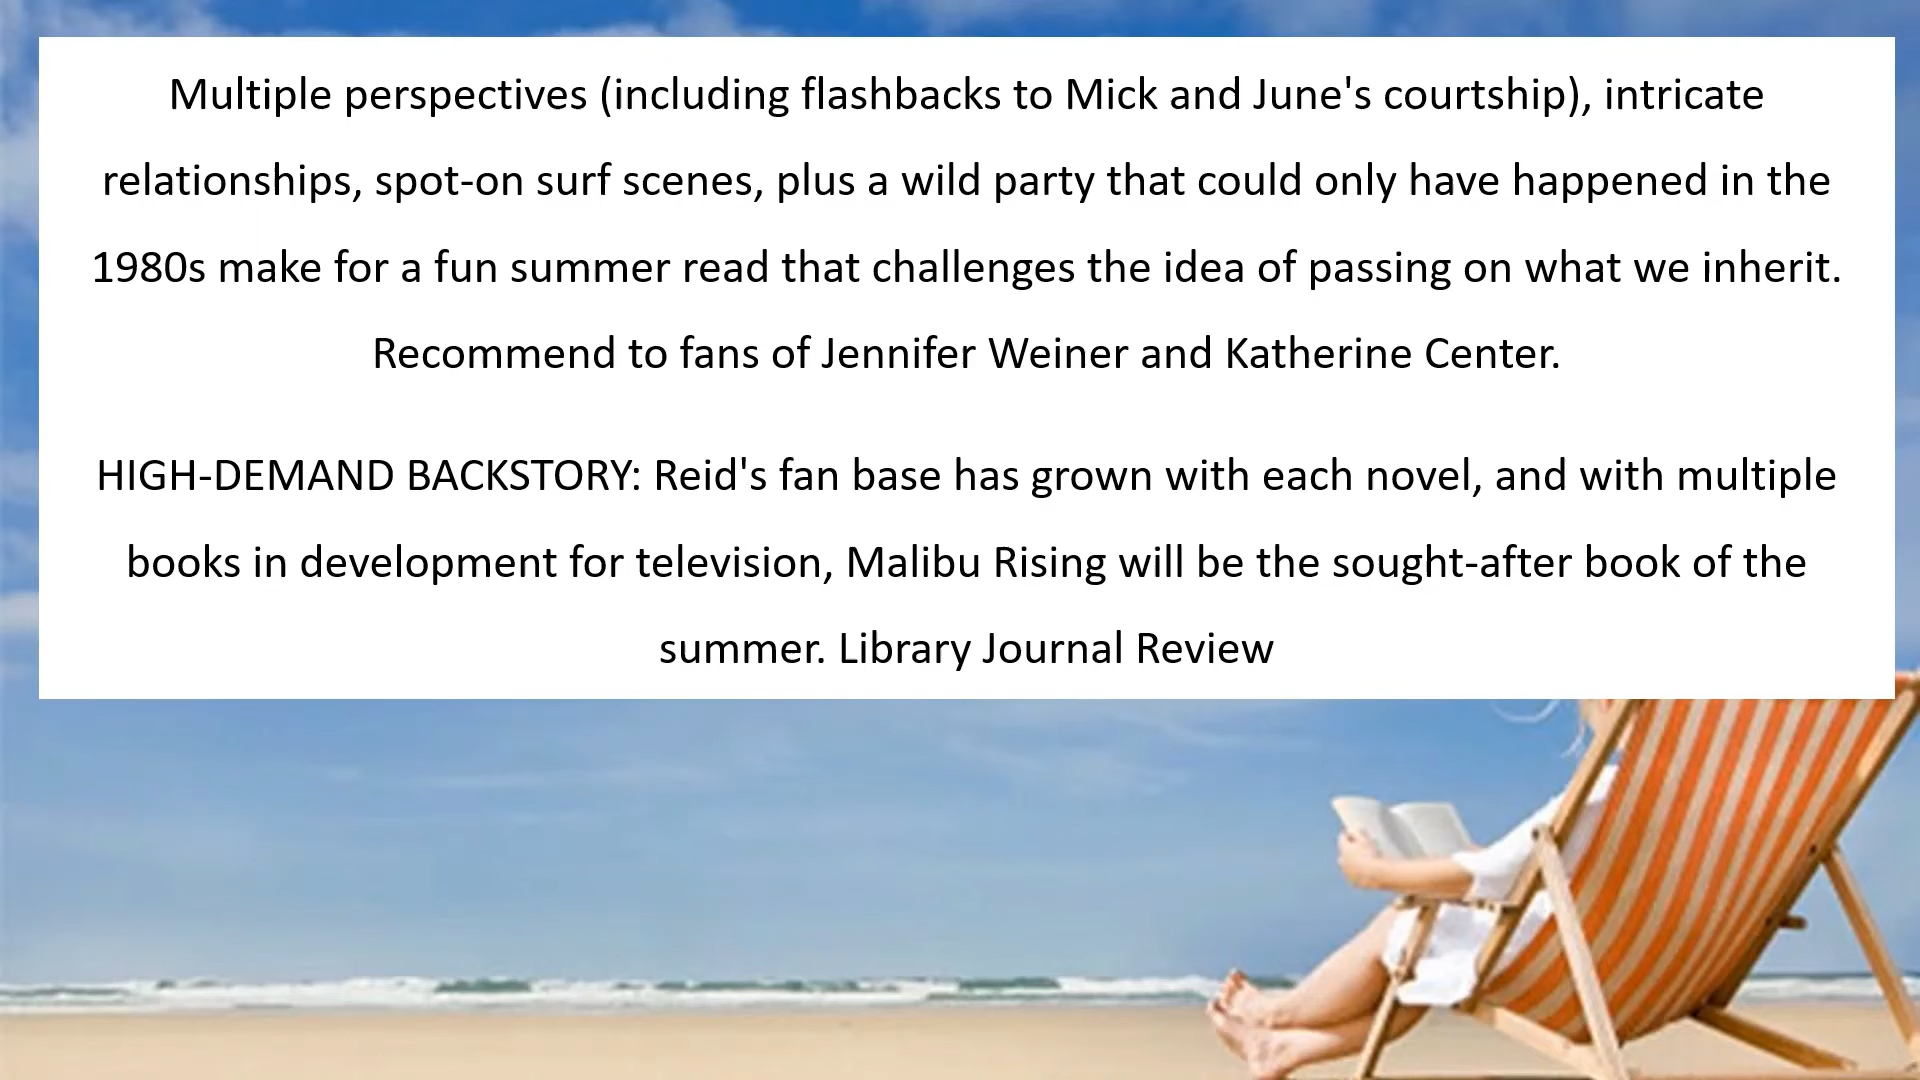 Multiple perspectives (including flashbacks to Mick and June's courtship), intricate
relationships, spot-on surf scenes, plus a wild party that could only have happened in the
1980s make for a fun summer read that challenges the idea of passing on what we inherit.
Recommend to fans of Jennifer Weiner and Katherine Center.
HIGH-DEMAND BACKSTORY: Reid's fan base has grown with each novel, and with multiple
books in development for television, Malibu Rising will be the sought-after book of the
summer. Library Journal Review